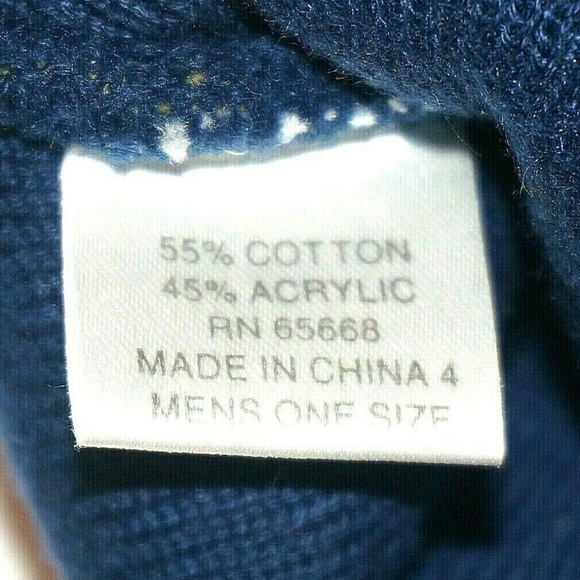 55% COTTON
45% ACRYLIC
RN 65668
MADE IN CHINA 4
MENS ONE SIZE